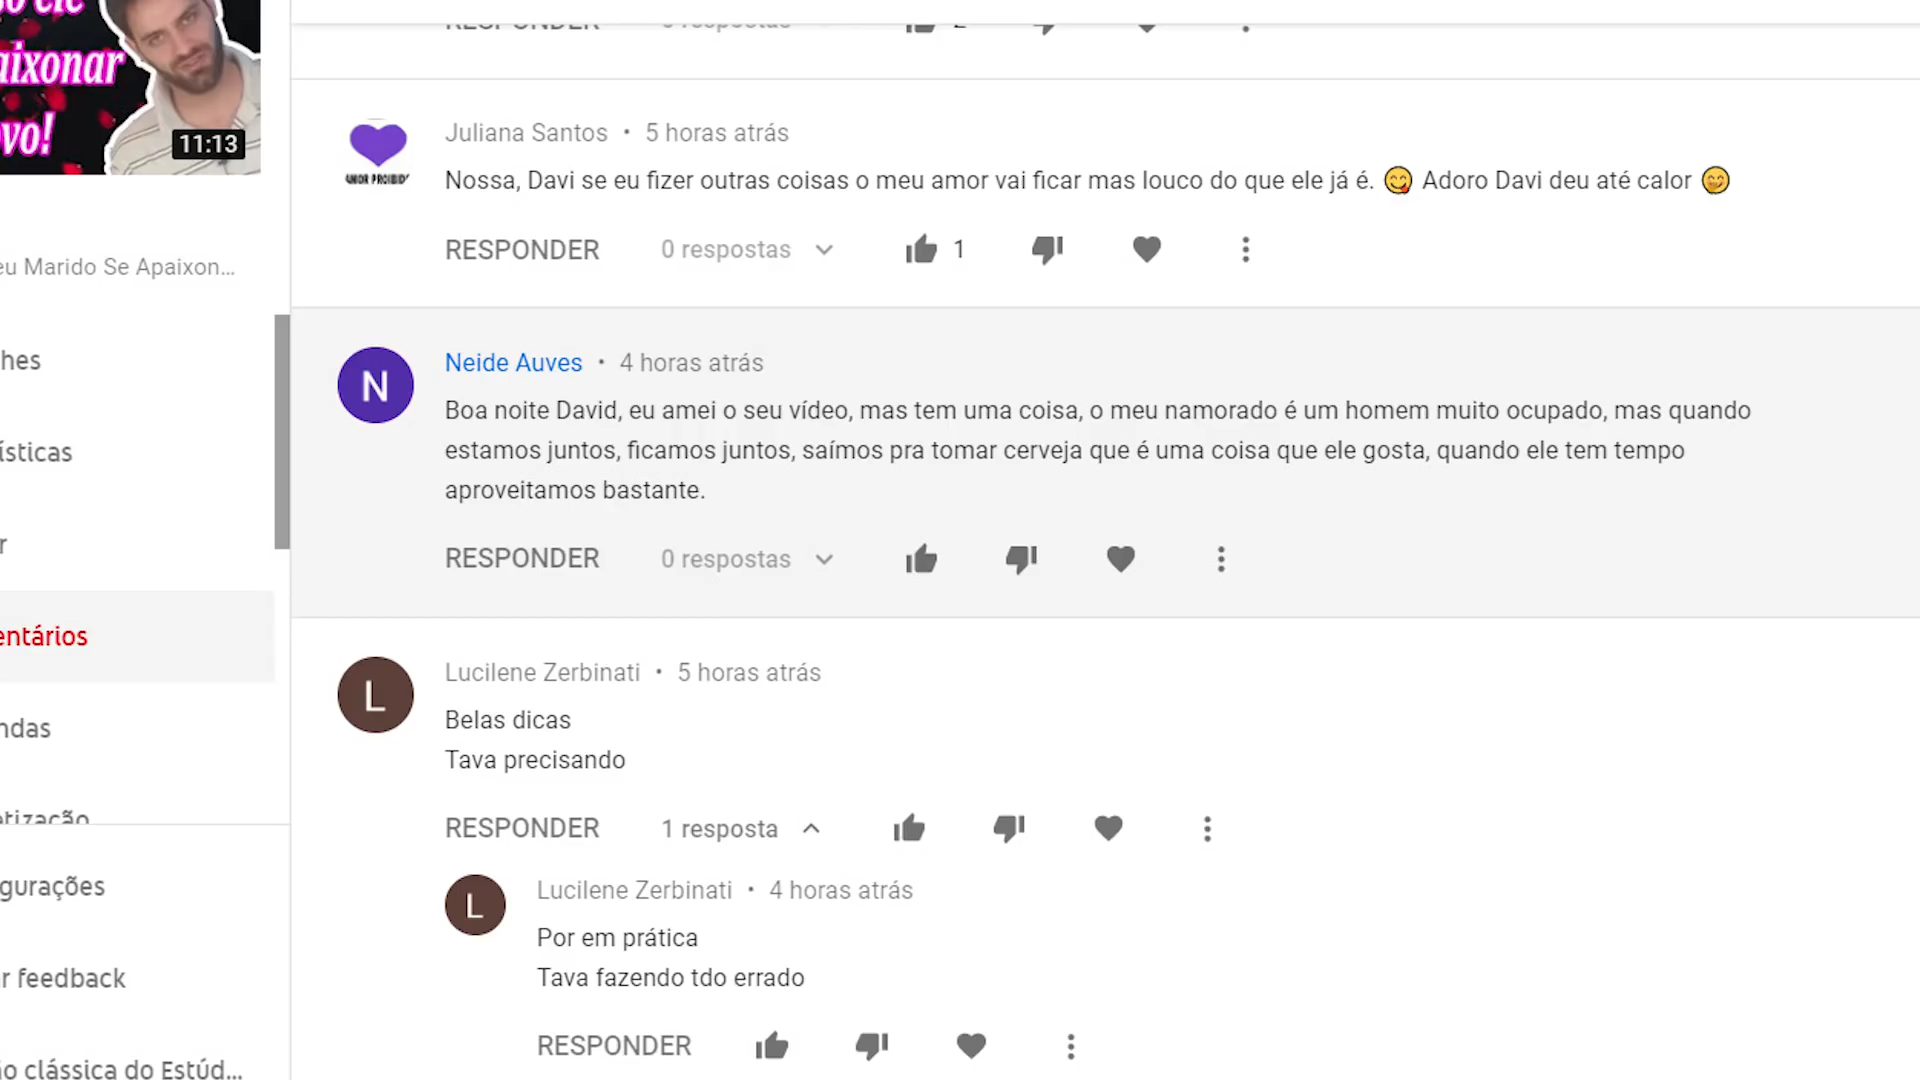 aixonar
vo!
11:13
eu Marido Se Apaixon...
hes
ísticas
r
entários
ndas
etização
gurações
r feedback
o clássica do Estúd...
RESPONDER
2
Juliana Santos • 5 horas atrás
AMOR PROIBIDO
Nossa, Davi se eu fizer outras coisas o meu amor vai ficar mas louco do que ele já é. 😋 Adoro Davi deu até calor 🤭
RESPONDER 0 respostas 1
N
Neide Auves • 4 horas atrás
Boa noite David, eu amei o seu vídeo, mas tem uma coisa, o meu namorado é um homem muito ocupado, mas quando
estamos juntos, ficamos juntos, saímos pra tomar cerveja que é uma coisa que ele gosta, quando ele tem tempo
aproveitamos bastante.
RESPONDER 0 respostas
L
Lucilene Zerbinati • 5 horas atrás
Belas dicas
Tava precisando
RESPONDER 1 resposta
L
Lucilene Zerbinati • 4 horas atrás
Por em prática
Tava fazendo tdo errado
RESPONDER